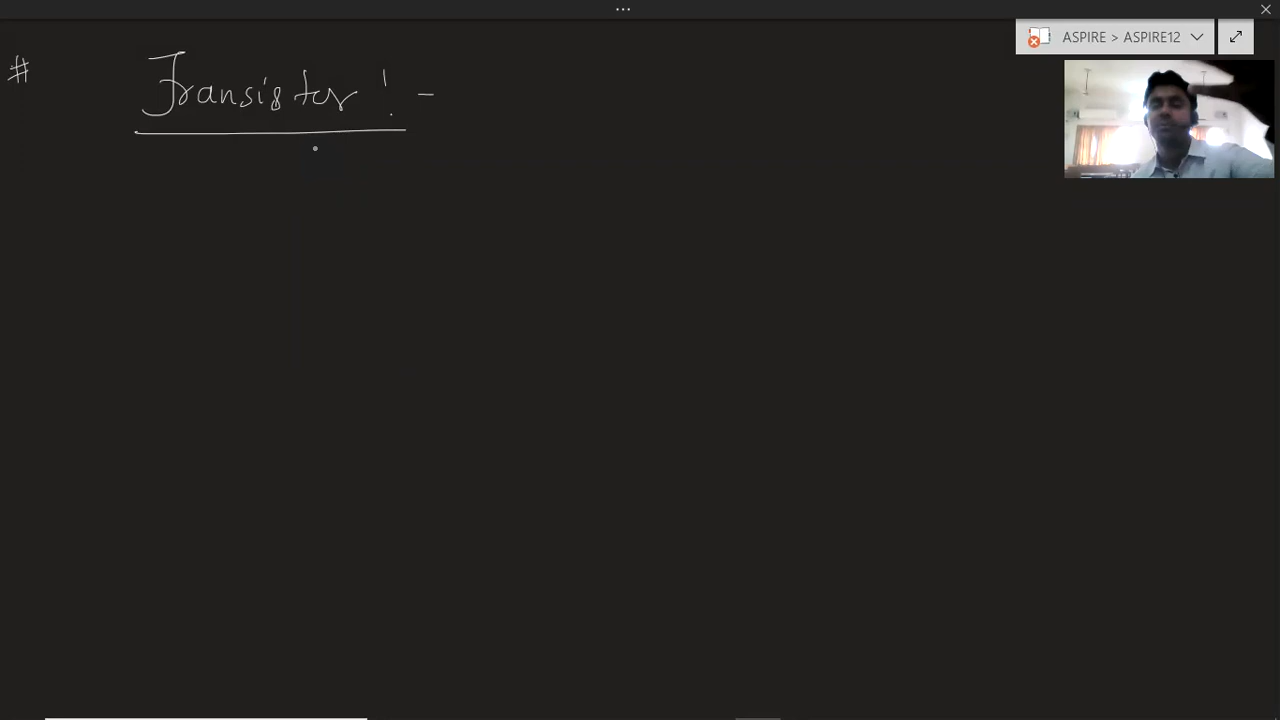 ASPIRE > ASPIRE12
# Transistor :-